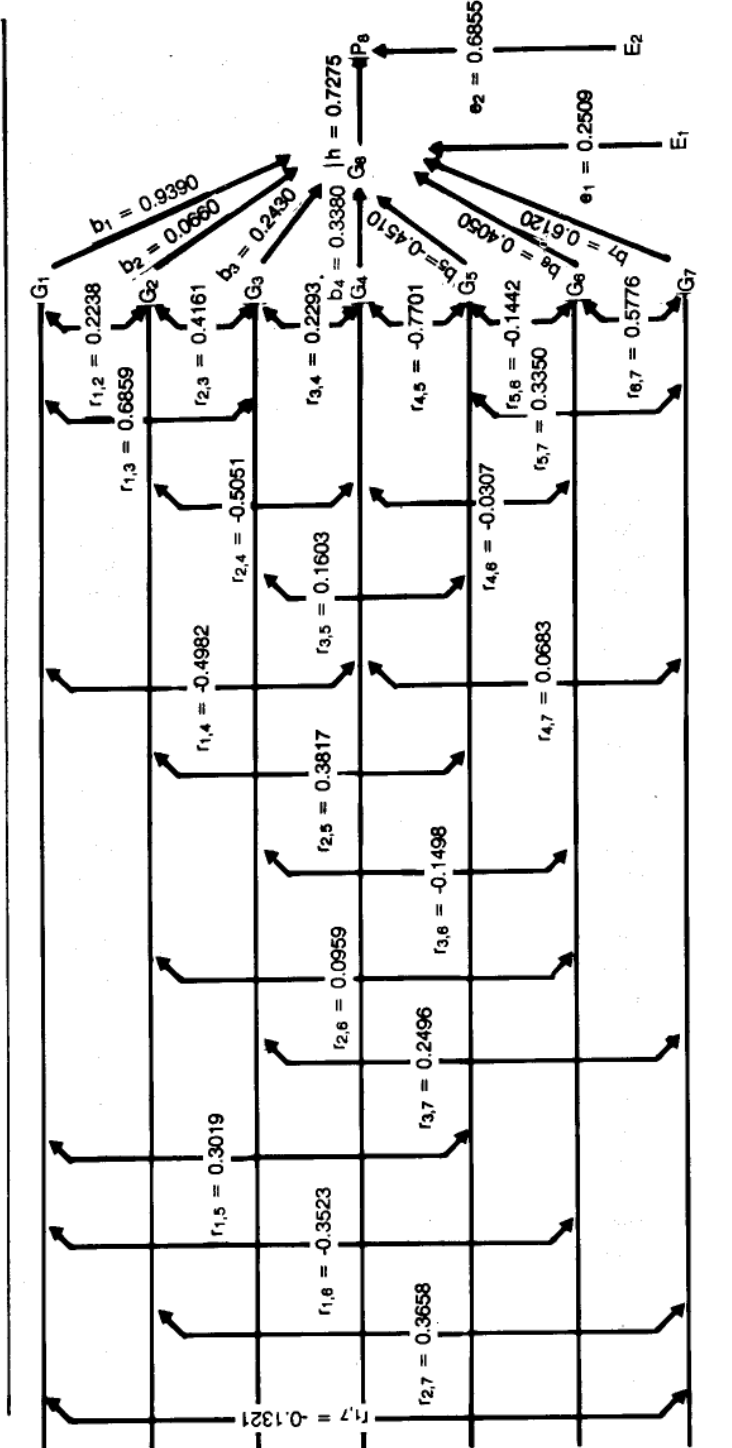 G1
G2
G3
G4
G5
G6
G7
b1 = 0.9390
b2 = 0.0660
b3 = 0.2430
b4 = 0.3380
b5=-0.4510
b6 = 0.4050
b7 = 0.6120
h = 0.7275
G8
P8
e2 = 0.6855
E2
e1 = 0.2509
E1
r1,2 = 0.2238
r2,3 = 0.4161
r3,4 = 0.2293
r4,5 = -0.7701
r5,6 = -0.1442
r6,7 = 0.5776
r1,3 = 0.6859
r5,7 = 0.3350
r2,4 = -0.5051
r4,6 = -0.0307
r3,5 = 0.1603
r1,4 = -0.4982
r4,7 = 0.0683
r2,5 = 0.3817
r3,6 = -0.1498
r2,6 = 0.0959
r3,7 = 0.2496
r1,5 = 0.3019
r1,6 = -0.3523
r2,7 = 0.3658
r1,7 = -0.1321